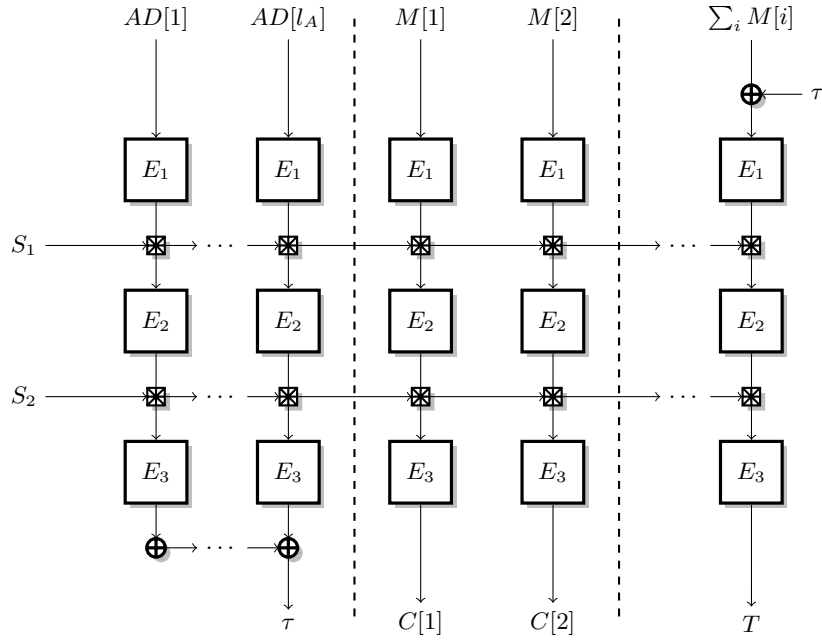 AD[1] AD[l_A] M[1] M[2] ∑_i M[i]
τ
E_1 E_1 E_1 E_1 E_1
S_1 ··· ···
E_2 E_2 E_2 E_2 E_2
S_2 ··· ···
E_3 E_3 E_3 E_3 E_3
···
τ C[1] C[2] T